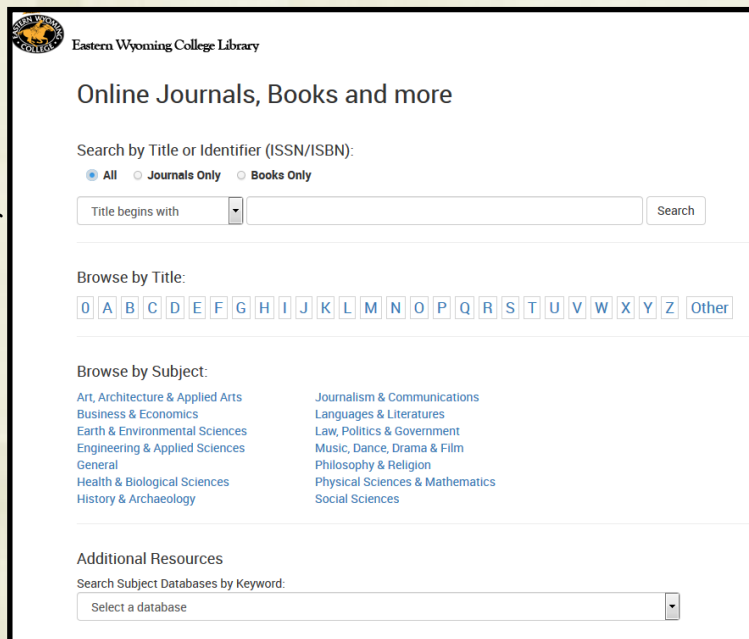 EASTERN WYOMING
COLLEGE
Eastern Wyoming College Library
Online Journals, Books and more
Search by Title or Identifier (ISSN/ISBN):
All Journals Only Books Only
Title begins with Search
Browse by Title:
0 A B C D E F G H I J K L M N O P Q R S T U V W X Y Z Other
Browse by Subject:
Art, Architecture & Applied Arts
Business & Economics
Earth & Environmental Sciences
Engineering & Applied Sciences
General
Health & Biological Sciences
History & Archaeology
Journalism & Communications
Languages & Literatures
Law, Politics & Government
Music, Dance, Drama & Film
Philosophy & Religion
Physical Sciences & Mathematics
Social Sciences
Additional Resources
Search Subject Databases by Keyword:
Select a database